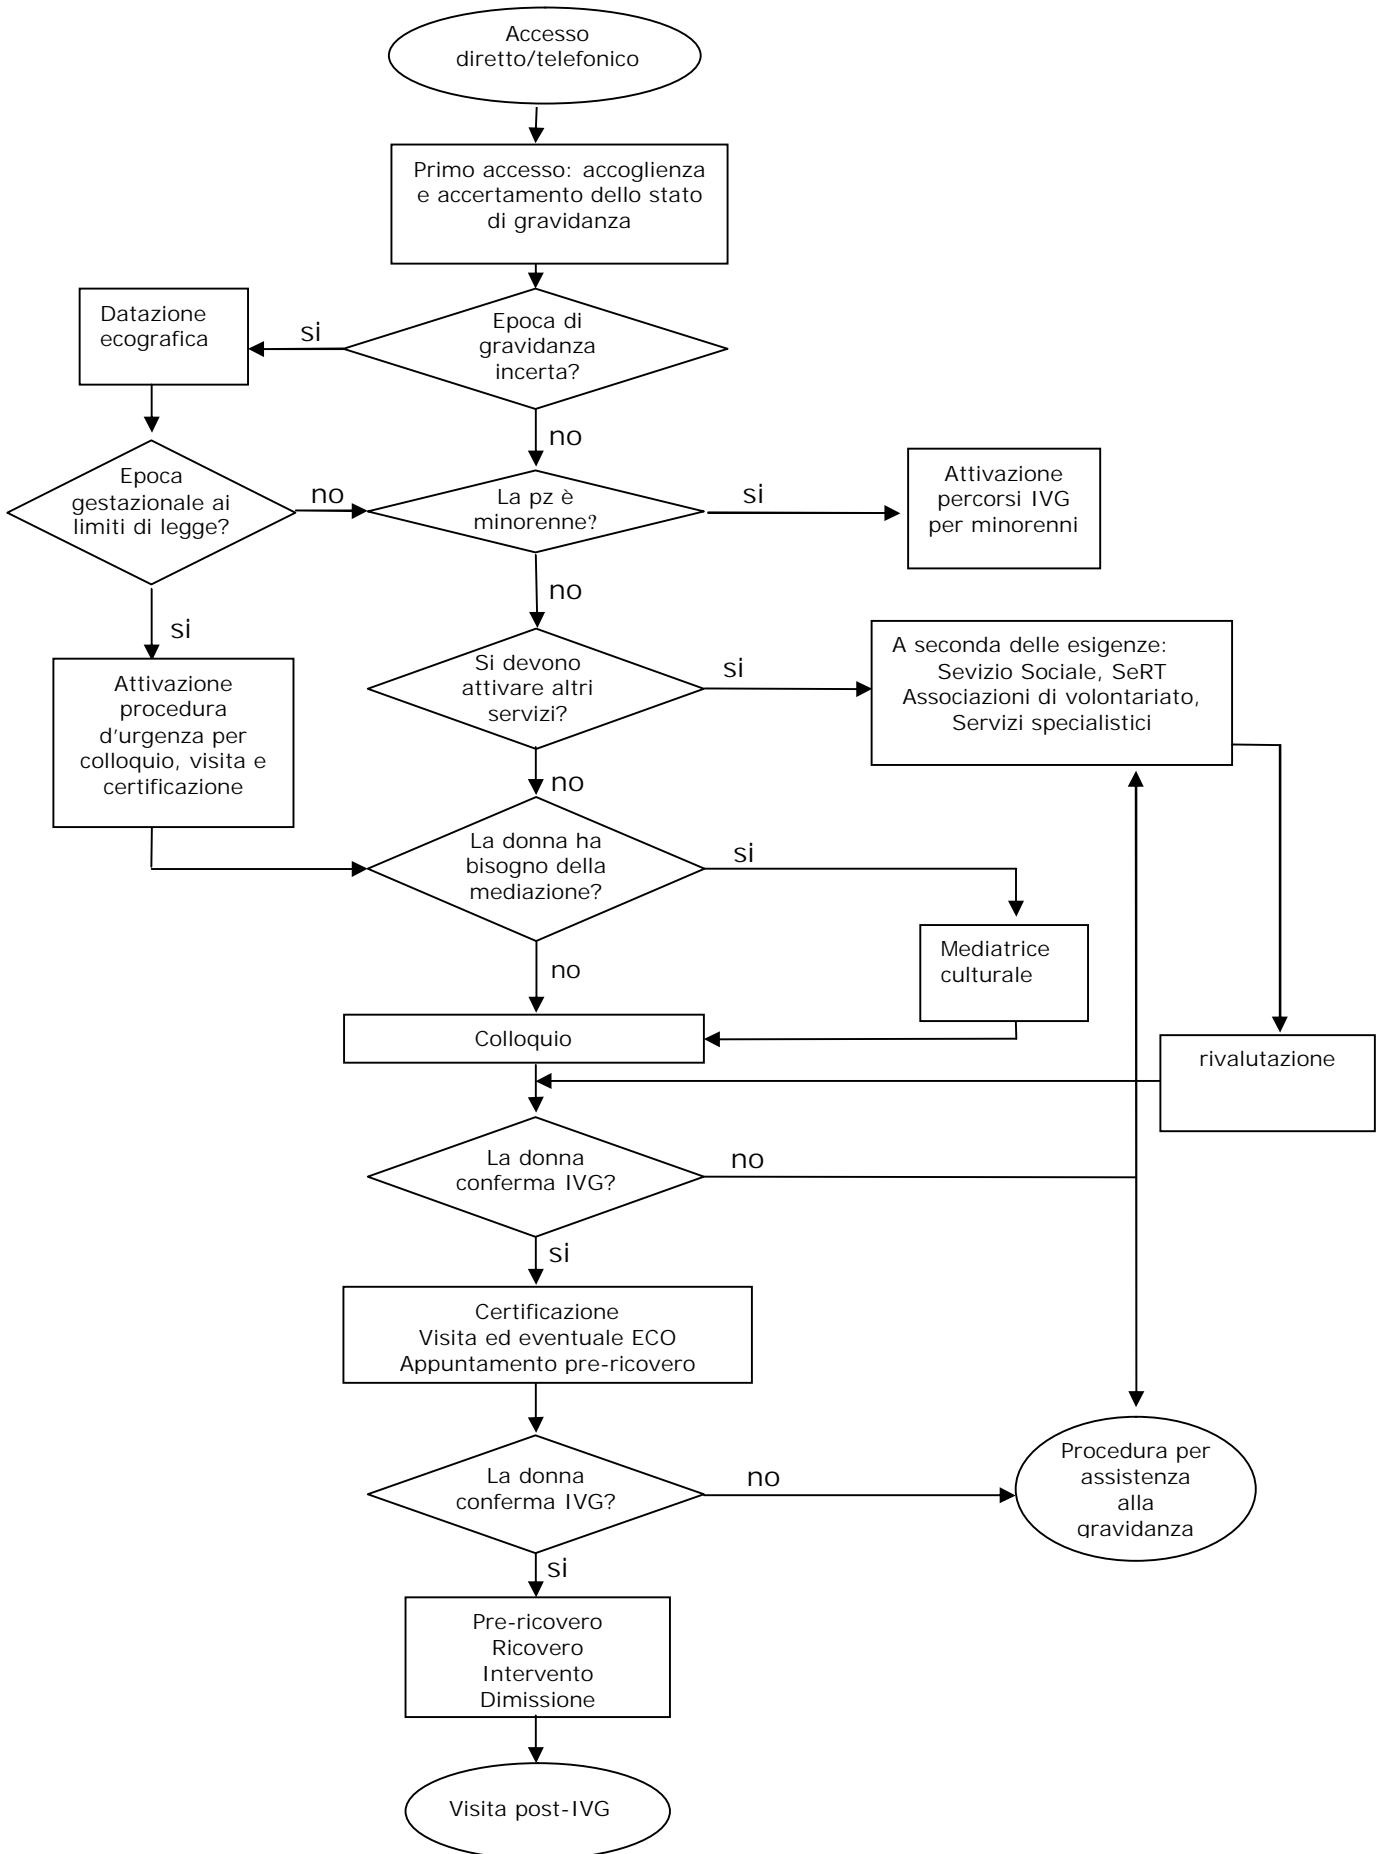 Accesso
diretto/telefonico
Primo accesso: accoglienza
e accertamento dello stato
di gravidanza
Datazione
ecografica
si
Epoca di
gravidanza
incerta?
no
Epoca
gestazionale ai
limiti di legge?
no
La pz è
minorenne?
si
Attivazione
percorsi IVG
per minorenni
no
si
Attivazione
procedura
d'urgenza per
colloquio, visita e
certificazione
Si devono
attivare altri
servizi?
si
A seconda delle esigenze:
Sevizio Sociale, SeRT
Associazioni di volontariato,
Servizi specialistici
no
La donna ha
bisogno della
mediazione?
si
Mediatrice
culturale
no
Colloquio
rivalutazione
La donna
conferma IVG?
no
si
Certificazione
Visita ed eventuale ECO
Appuntamento pre-ricovero
La donna
conferma IVG?
no
Procedura per
assistenza
alla
gravidanza
si
Pre-ricovero
Ricovero
Intervento
Dimissione
Visita post-IVG